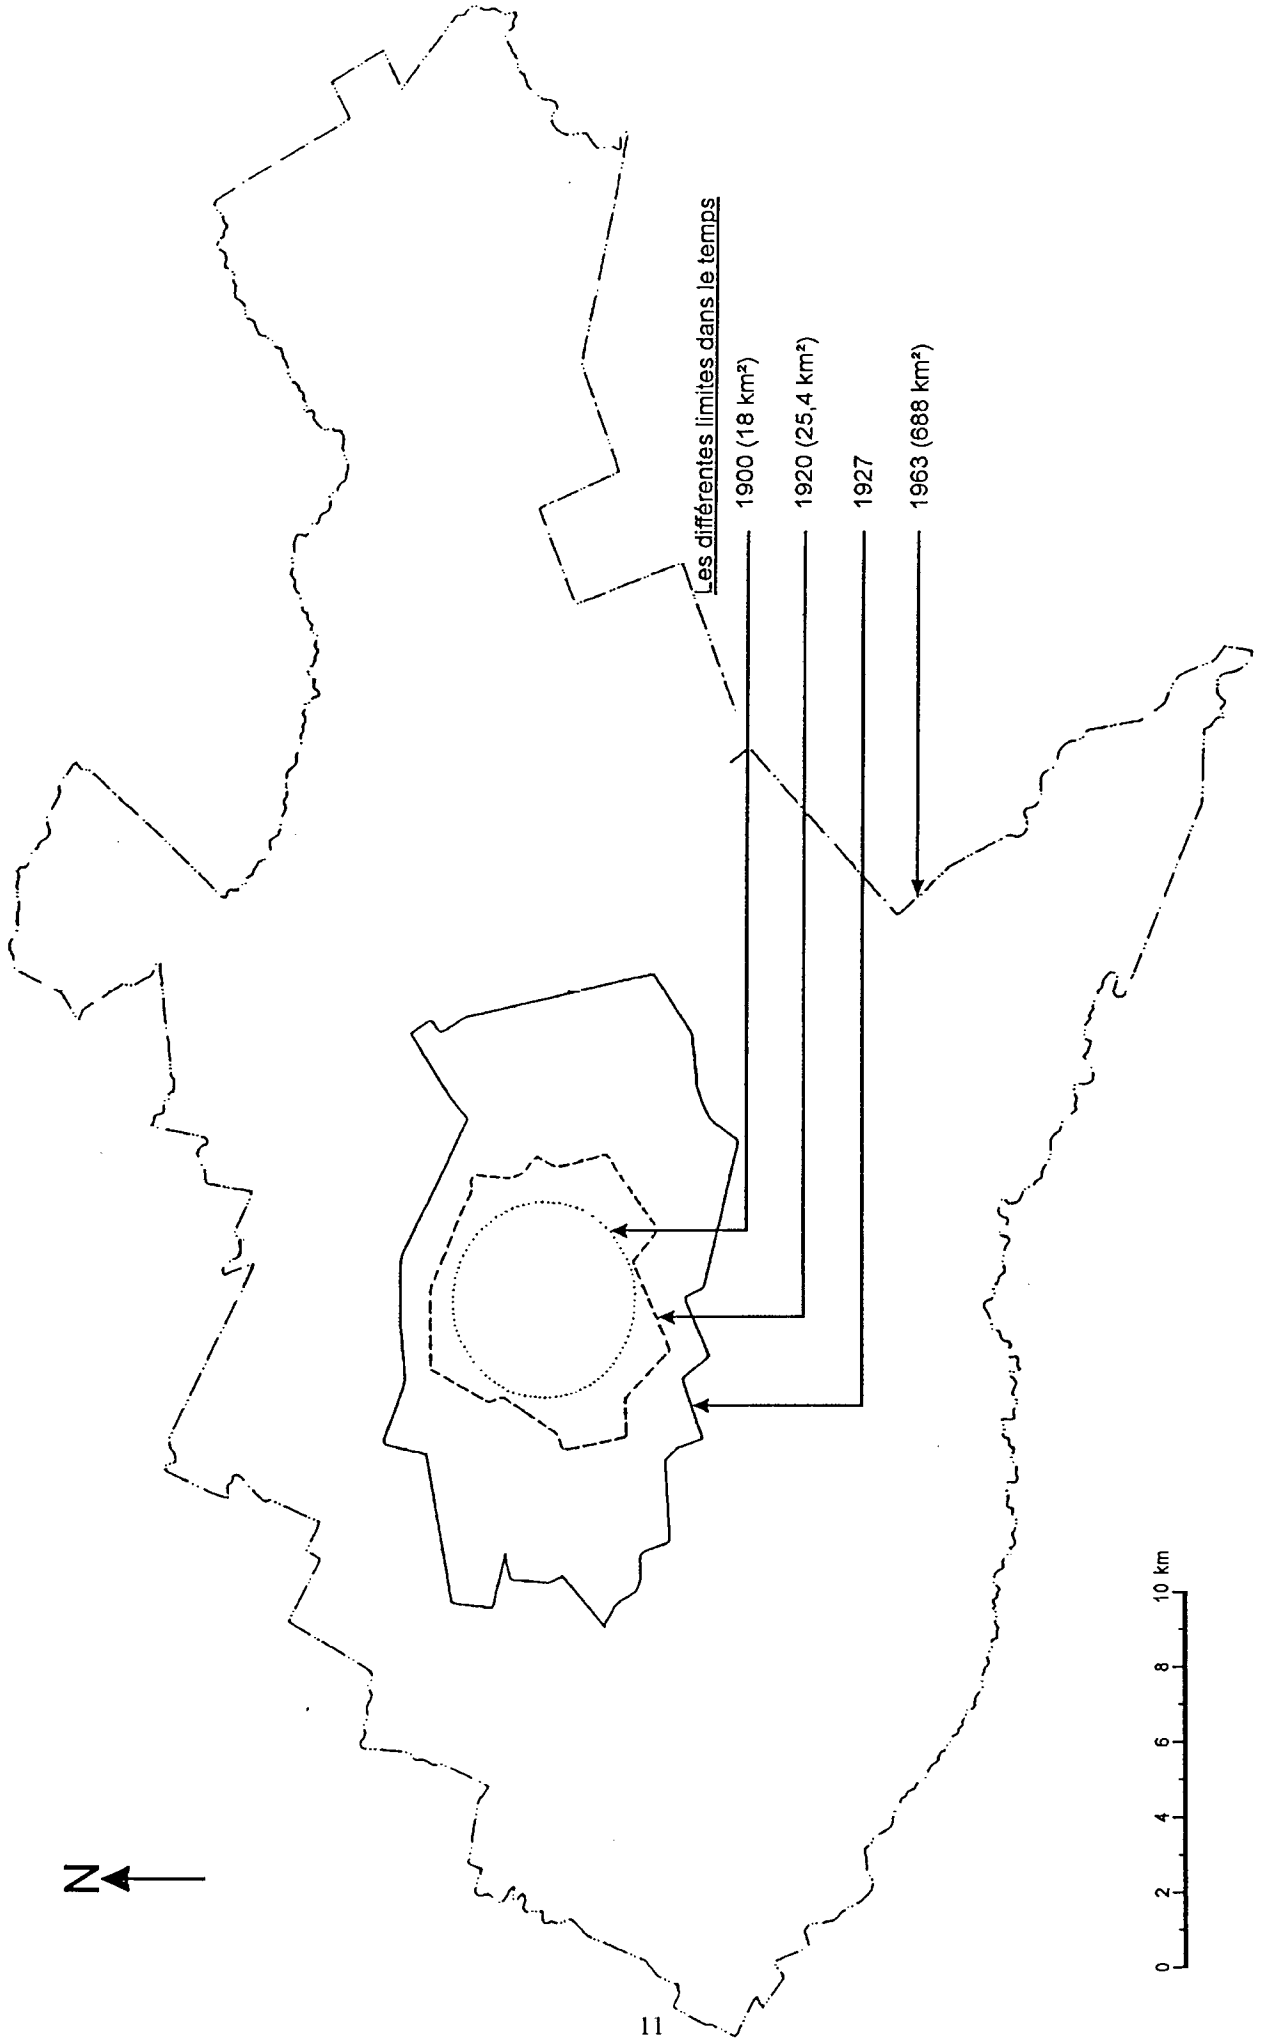 N
Les différentes limites dans le temps
1900 (18 km²)
1920 (25,4 km²)
1927
1963 (688 km²)
0 2 4 6 8 10 km
11